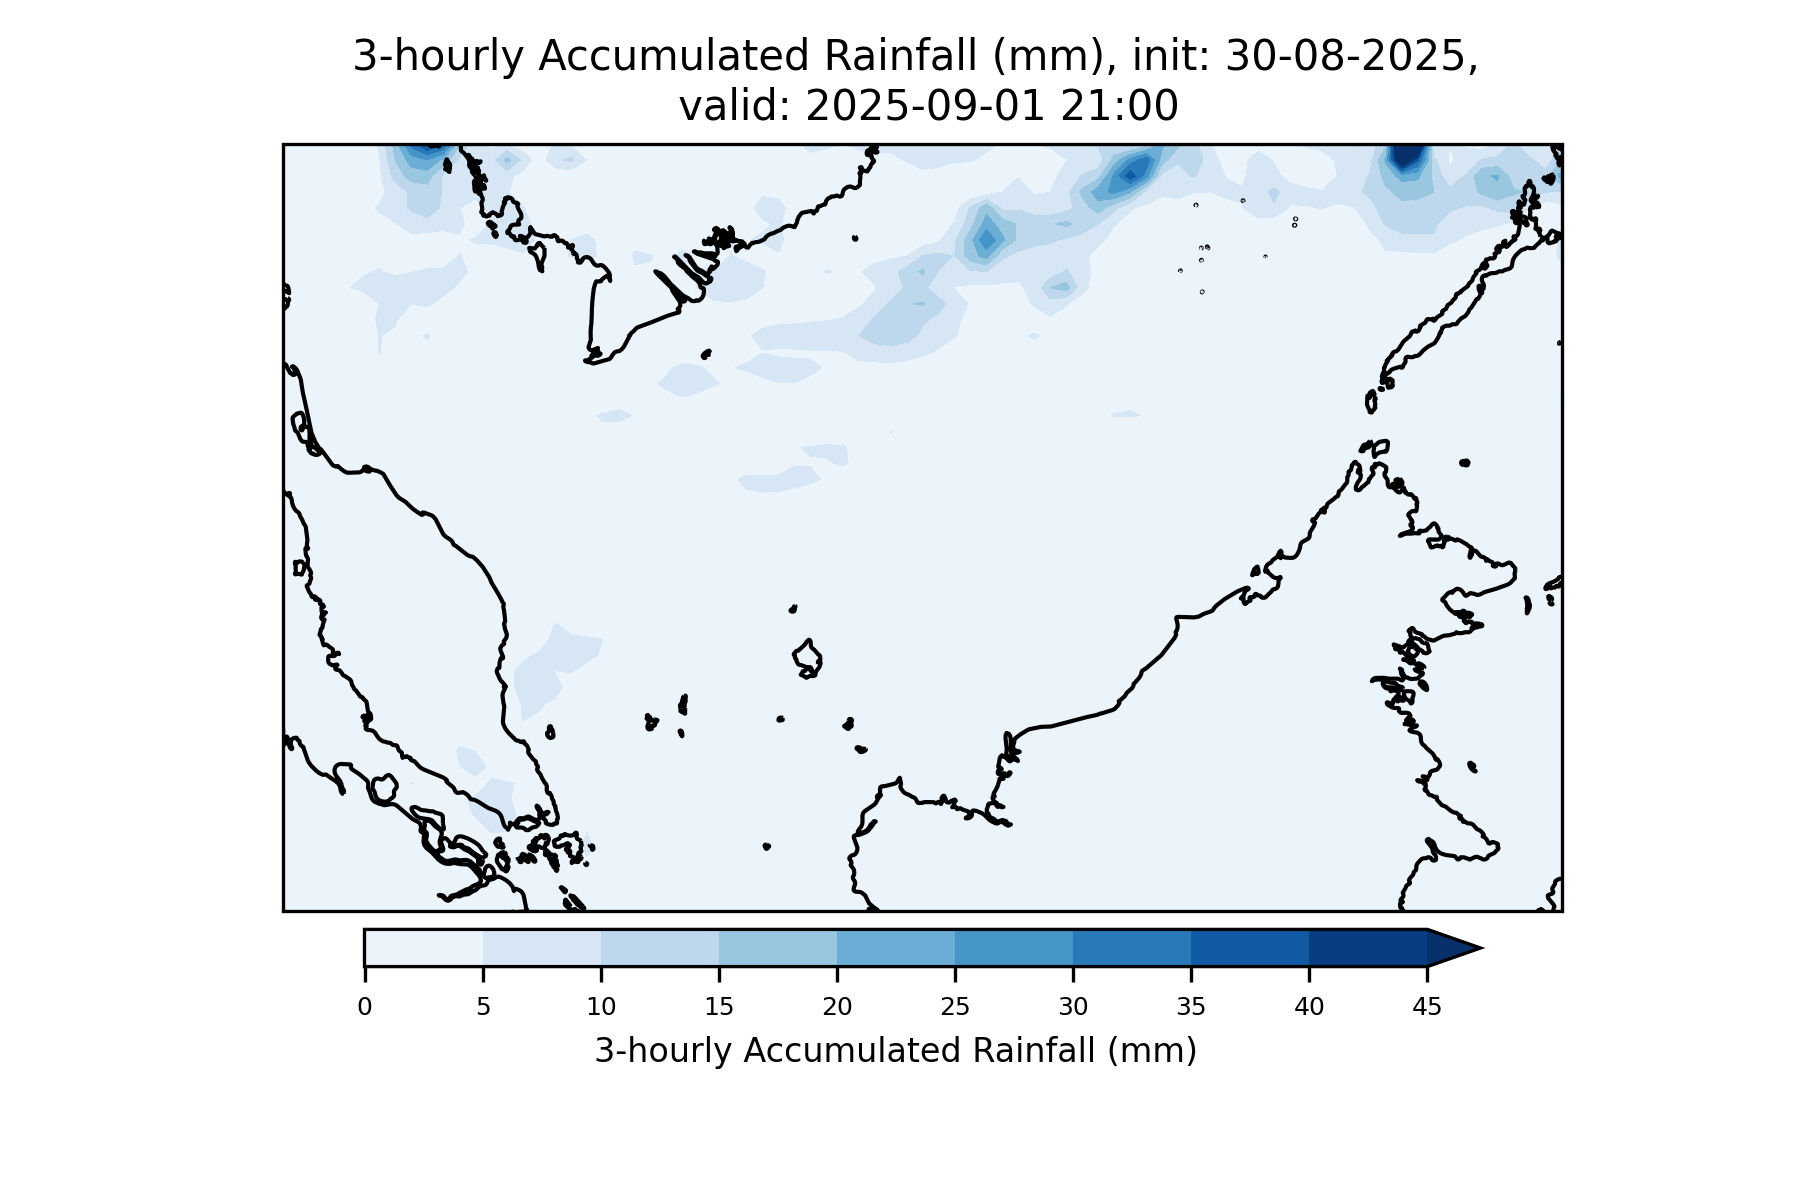 3-hourly Accumulated Rainfall (mm), init: 30-08-2025,
valid: 2025-09-01 21:00
0 5 10 15 20 25 30 35 40 45
3-hourly Accumulated Rainfall (mm)